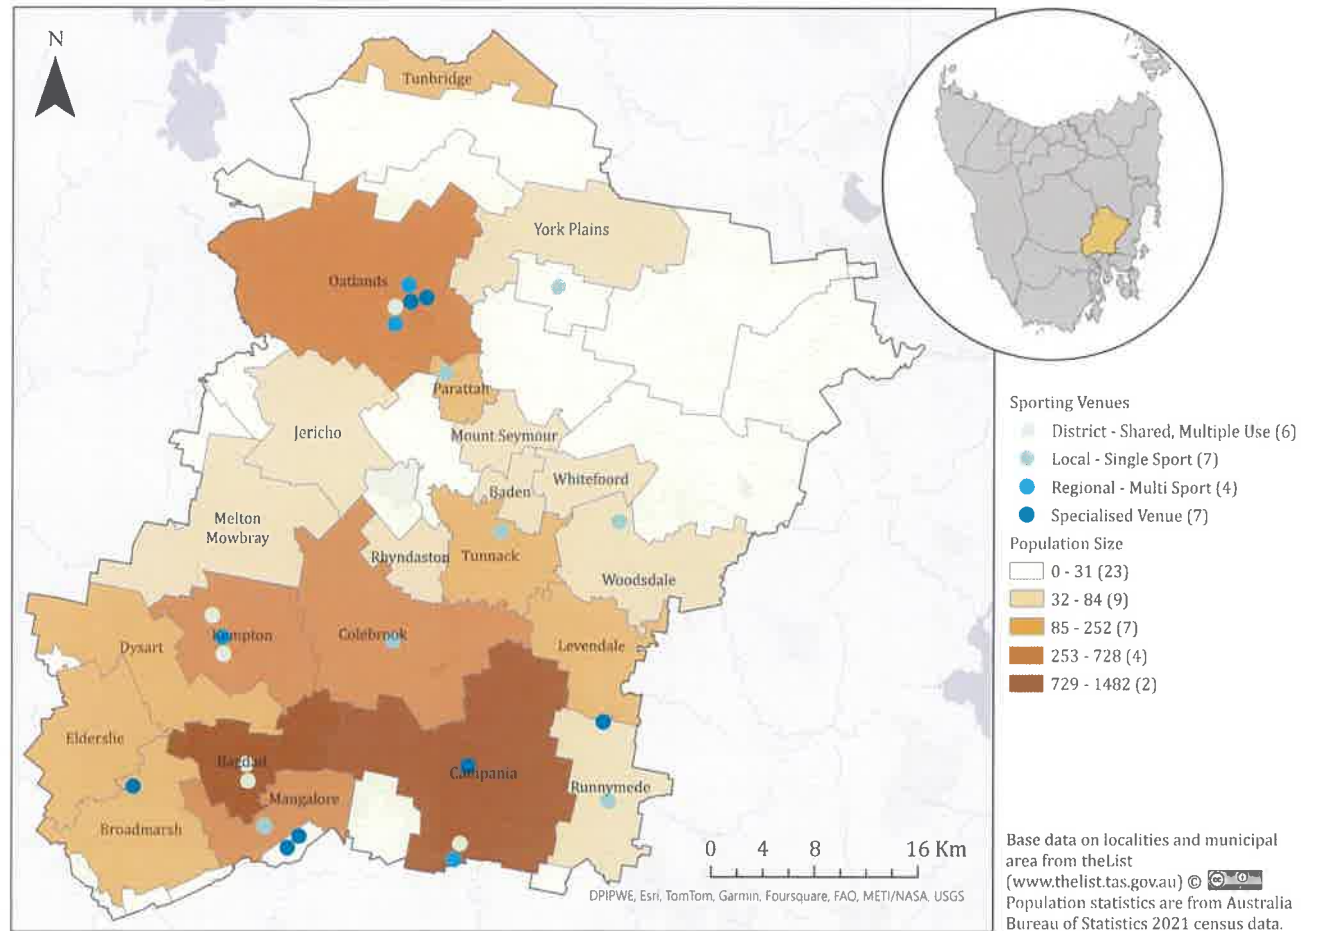 N
Tunbridge
York Plains
Oatlands
Parattah
Jericho
Mount Seymour
Whitefoord
Baden
Melton
Mowbray
Rhyndaston
Tunnack
Woodsdale
Kempton
Colebrook
Dysart
Levendale
Elderslie
Bagdad
Campania
Mangalore
Runnymede
Broadmarsh
0 4 8 16 Km
DPIPWE, Esri, TomTom, Garmin, Foursquare, FAO, METI/NASA, USGS
Sporting Venues
District - Shared, Multiple Use (6)
Local - Single Sport (7)
Regional - Multi Sport (4)
Specialised Venue (7)
Population Size
0 - 31 (23)
32 - 84 (9)
85 - 252 (7)
253 - 728 (4)
729 - 1482 (2)
Base data on localities and municipal
area from theList
(www.thelist.tas.gov.au) © cc
Population statistics are from Australia
Bureau of Statistics 2021 census data.